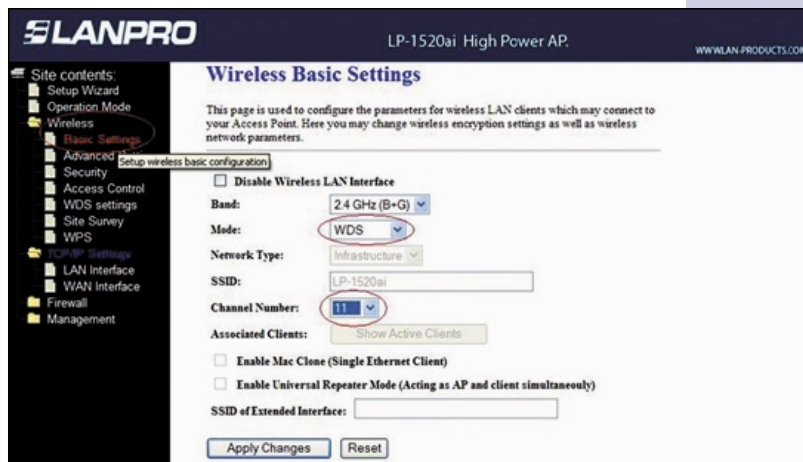 LANPRO
LP-1520ai High Power AP.
WWW.LAN-PRODUCTS.COM
Site contents:
Setup Wizard
Operation Mode
Wireless
Basic Settings
Advanced
Setup wireless basic configuration
Security
Access Control
WDS settings
Site Survey
WPS
TCP/IP Settings
LAN Interface
WAN Interface
Firewall
Management
Wireless Basic Settings
This page is used to configure the parameters for wireless LAN clients which may connect to
your Access Point. Here you may change wireless encryption settings as well as wireless
network parameters.
Disable Wireless LAN Interface
Band: 2.4 GHz (B+G)
Mode: WDS
Network Type: Infrastructure
SSID: LP-1520ai
Channel Number: 11
Associated Clients: Show Active Clients
Enable Mac Clone (Single Ethernet Client)
Enable Universal Repeater Mode (Acting as AP and client simultaneouly)
SSID of Extended Interface:
Apply Changes Reset